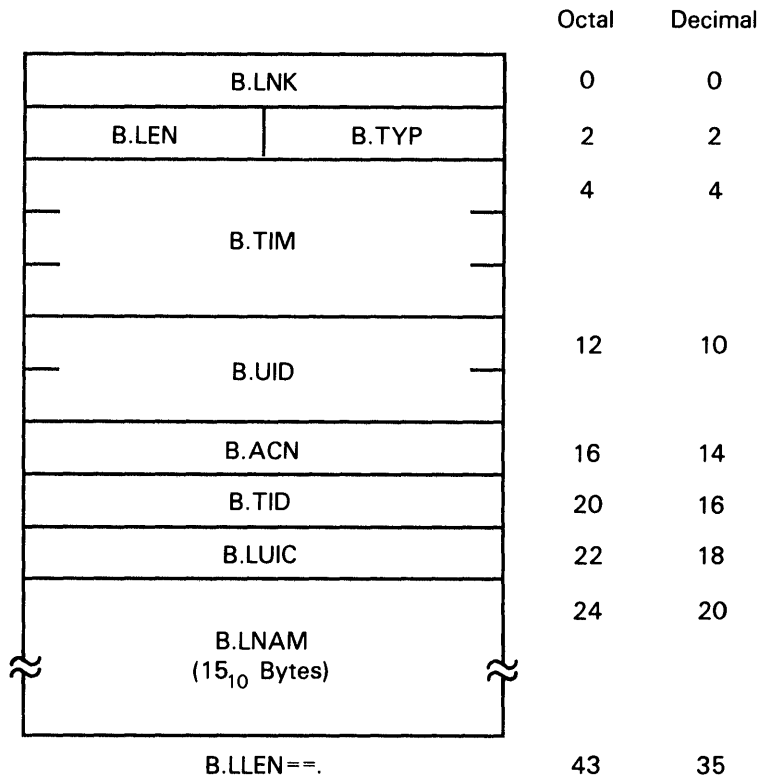 Octal Decimal
B.LNK 0 0
B.LEN B.TYP 2 2
4 4
B.TIM
12 10
B.UID
B.ACN 16 14
B.TID 20 16
B.LUIC 22 18
24 20
B.LNAM
(15₁₀ Bytes)
B.LLEN==. 43 35